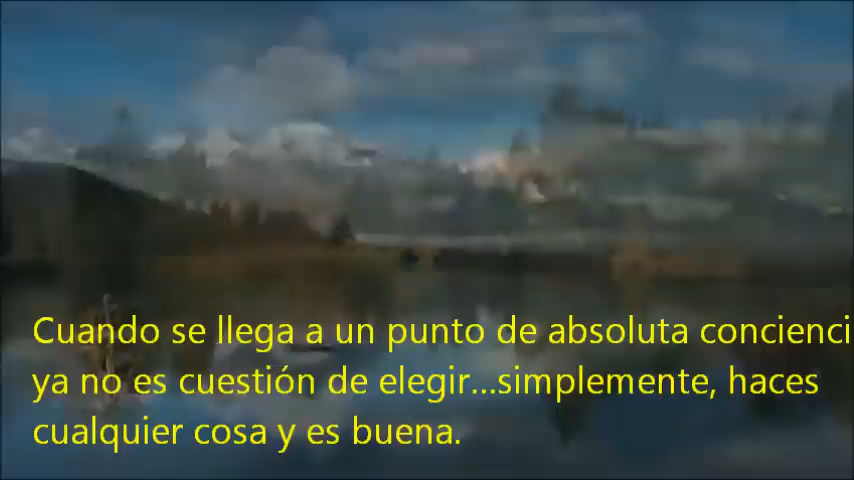 Cuando se llega a un punto de absoluta concienci
ya no es cuestión de elegir...simplemente, haces
cualquier cosa y es buena.